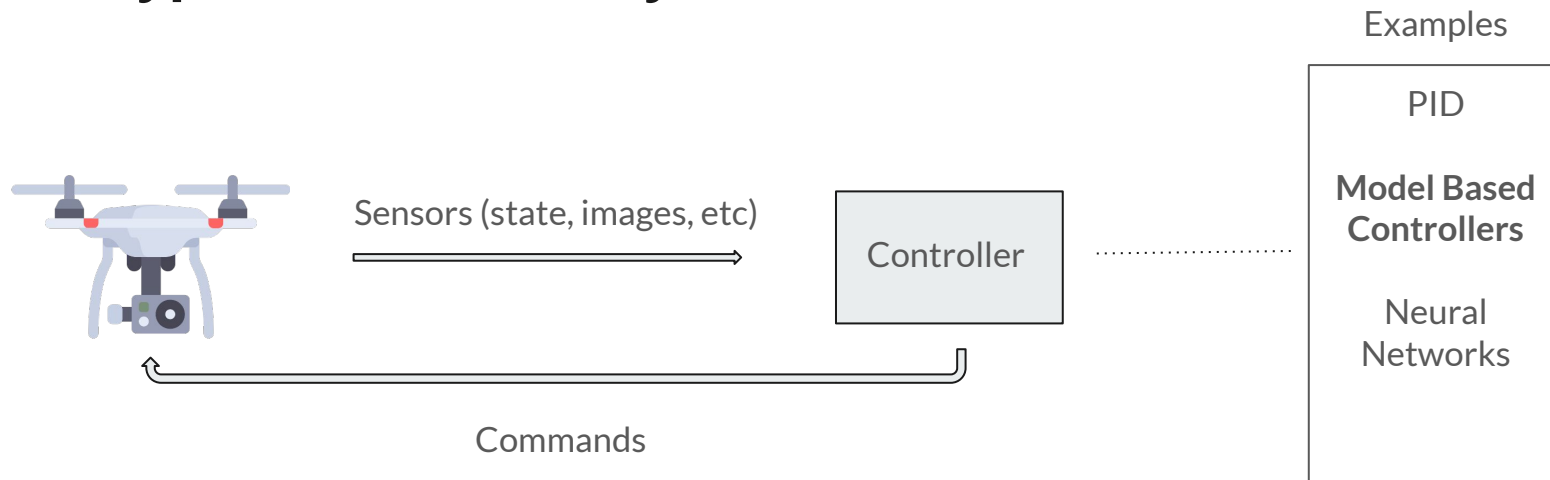 Examples
PID
Sensors (state, images, etc)
Model Based
Controllers
Controller
Neural
Networks
Commands